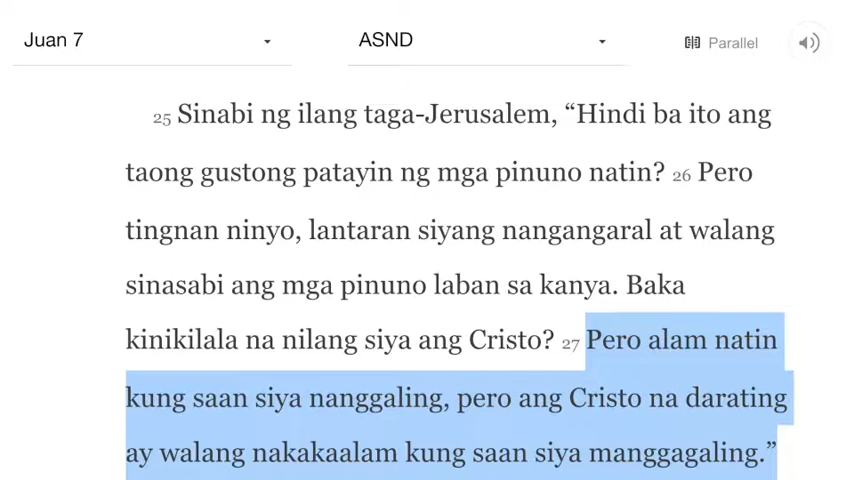 Juan 7
ASND
Parallel
25 Sinabi ng ilang taga-Jerusalem, “Hindi ba ito ang
taong gustong patayin ng mga pinuno natin? 26 Pero
tingnan ninyo, lantaran siyang nangangaral at walang
sinasabi ang mga pinuno laban sa kanya. Baka
kinikilala na nilang siya ang Cristo? 27 Pero alam natin
kung saan siya nanggaling, pero ang Cristo na darating
ay walang nakakaalam kung saan siya manggagaling.”